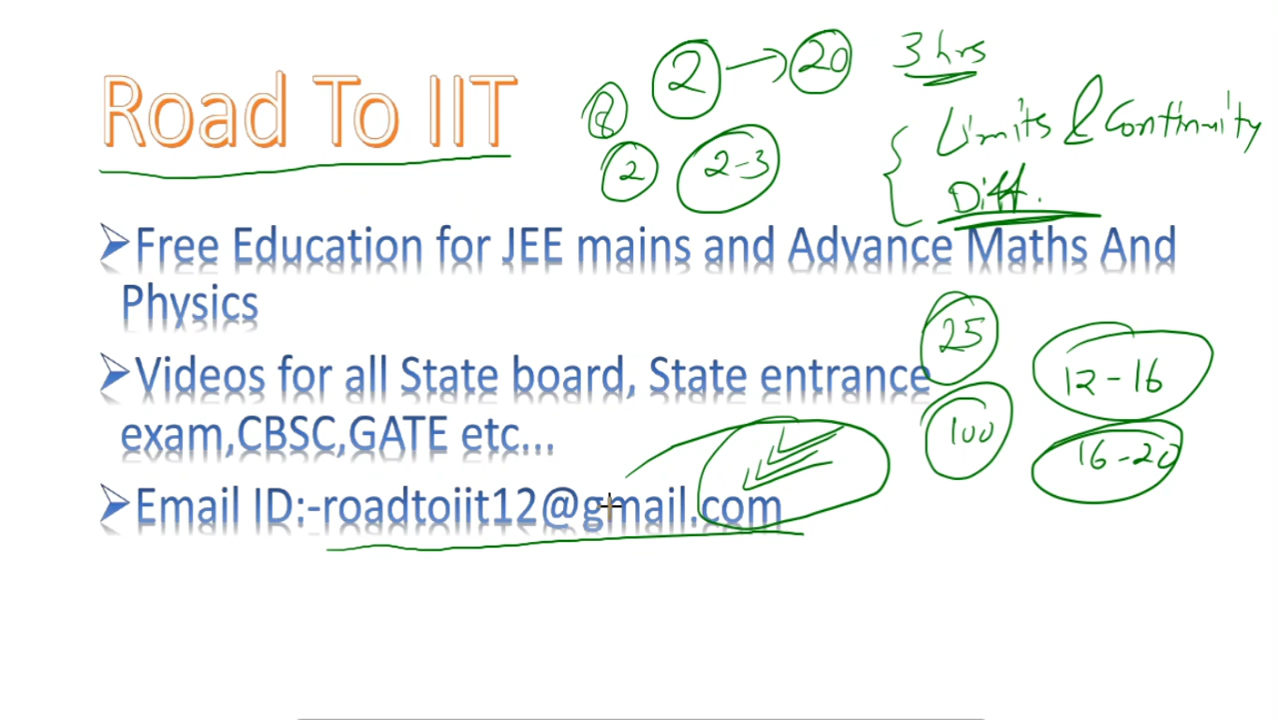 2 → 20
3 hrs
8
Limits & Continuity
Road To IIT
2
2-3
Diff.
➤Free Education for JEE mains and Advance Maths And
Physics
25
12-16
➤Videos for all State board, State entrance
exam,CBSC,GATE etc...
100
16-20
➤Email ID:-roadtoiit12@gmail.com